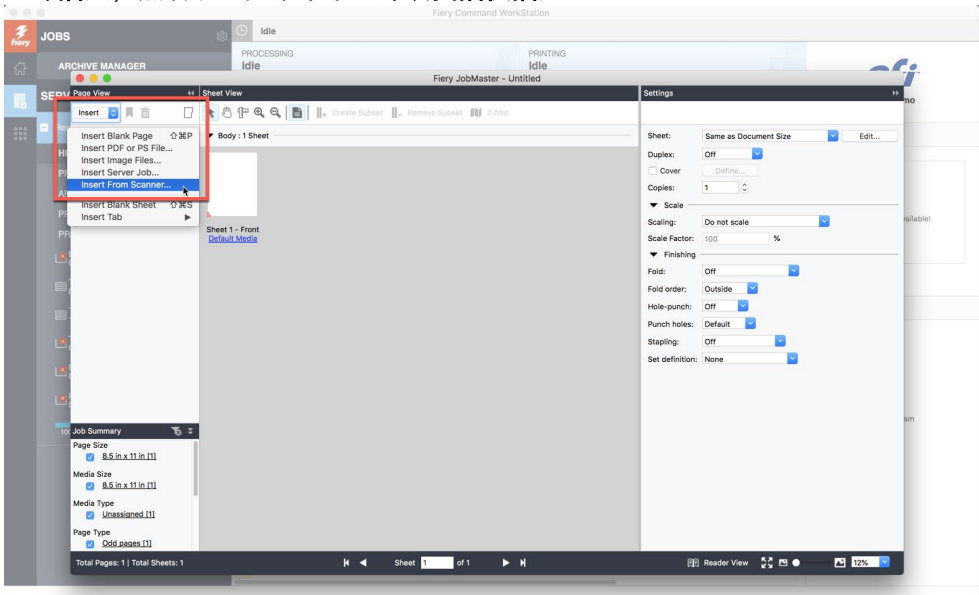 Fiery Command WorkStation
fiery
JOBS
Idle
ARCHIVE MANAGER
PROCESSING
Idle
PRINTING
Idle
efi
Fiery JobMaster - Untitled
Page View
Sheet View
Settings
Insert
Create Subset
Remove Subset
Z-fold
Insert Blank Page ⇧⌘P
Insert PDF or PS File...
Insert Image Files...
Insert Server Job...
Insert From Scanner...
Insert Blank Sheet ⇧⌘S
Insert Tab
Body : 1 Sheet
Sheet 1 - Front
Default Media
Sheet: Same as Document Size Edit...
Duplex: Off
Cover Define...
Copies: 1
Scale
Scaling: Do not scale
Scale Factor: 100 %
Finishing
Fold: Off
Fold order: Outside
Hole-punch: Off
Punch holes: Default
Stapling: Off
Set definition: None
Job Summary
Page Size
8.5 in x 11 in [1]
Media Size
8.5 in x 11 in [1]
Media Type
Unassigned [1]
Page Type
Odd pages [1]
Total Pages: 1 | Total Sheets: 1
Sheet 1 of 1
Reader View
12%